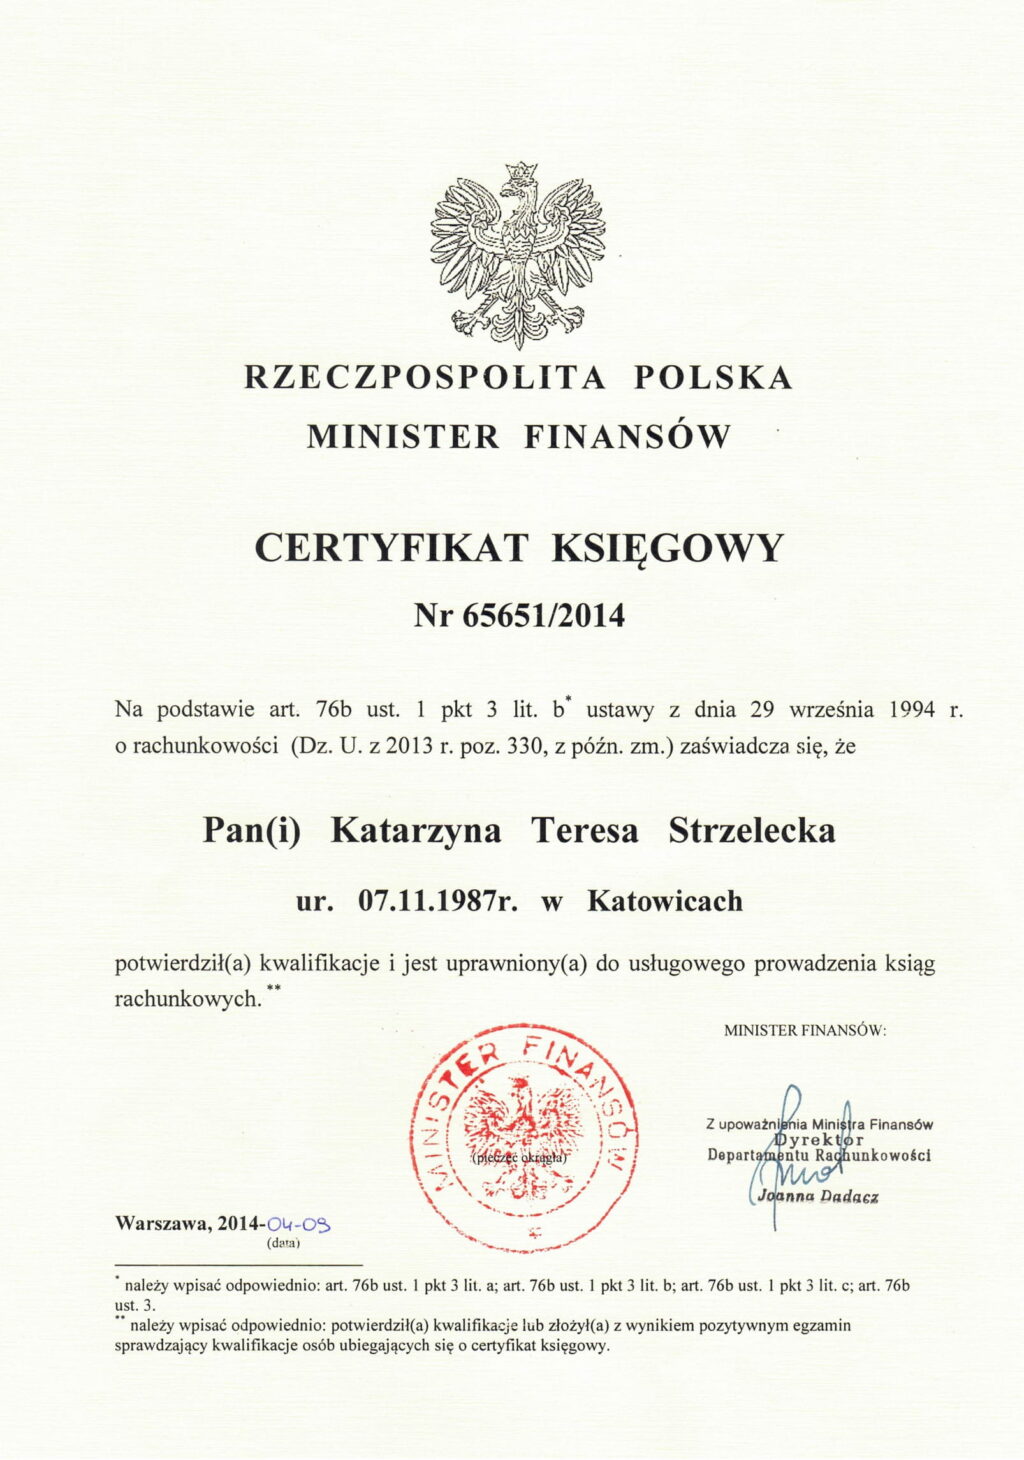 RZECZPOSPOLITA POLSKA
MINISTER FINANSÓW
CERTYFIKAT KSIĘGOWY
Nr 65651/2014
Na podstawie art. 76b ust. 1 pkt 3 lit. b* ustawy z dnia 29 września 1994 r.
o rachunkowości (Dz. U. z 2013 r. poz. 330, z późn. zm.) zaświadcza się, że
Pan(i) Katarzyna Teresa Strzelecka
ur. 07.11.1987r. w Katowicach
potwierdził(a) kwalifikacje i jest uprawniony(a) do usługowego prowadzenia ksiąg
rachunkowych.**
MINISTER FINANSÓW:
MINISTER FINANSÓW
(pieczęć okrągła)
Z upoważnienia Ministra Finansów
Dyrektor
Departamentu Rachunkowości
Joanna Dadacz
Warszawa, 2014-04-09
(data)
* należy wpisać odpowiednio: art. 76b ust. 1 pkt 3 lit. a; art. 76b ust. 1 pkt 3 lit. b; art. 76b ust. 1 pkt 3 lit. c; art. 76b
ust. 3.
** należy wpisać odpowiednio: potwierdził(a) kwalifikacje lub złożył(a) z wynikiem pozytywnym egzamin
sprawdzający kwalifikacje osób ubiegających się o certyfikat księgowy.